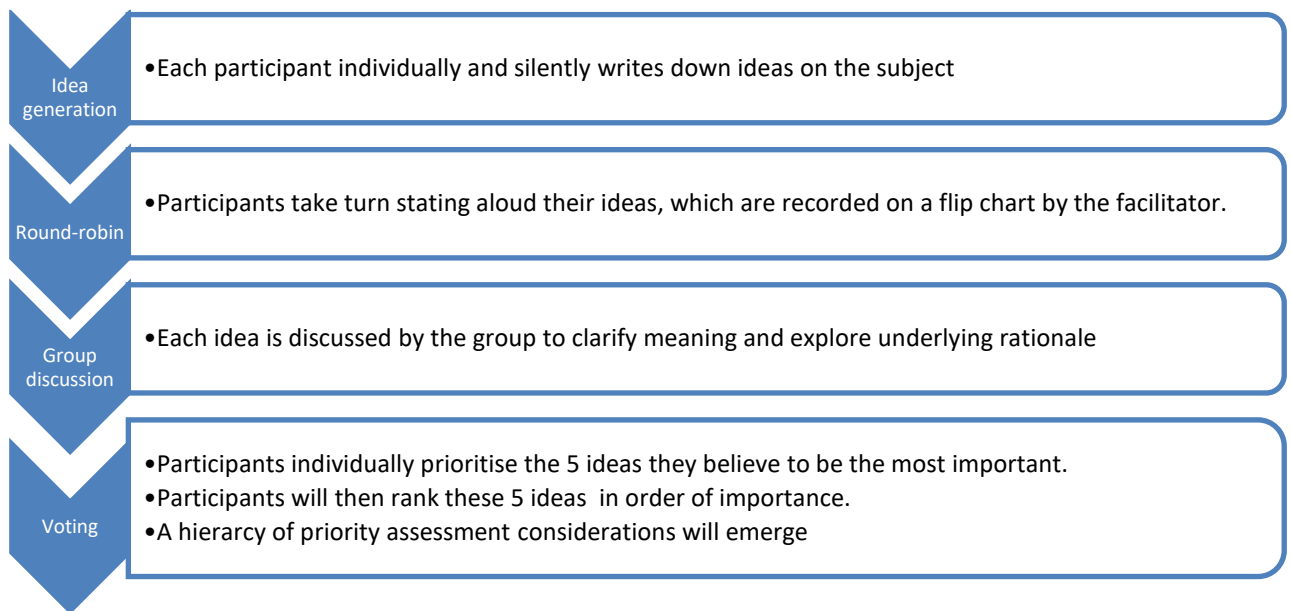 Idea
generation
•Each participant individually and silently writes down ideas on the subject
Round-robin
•Participants take turn stating aloud their ideas, which are recorded on a flip chart by the facilitator.
Group
discussion
•Each idea is discussed by the group to clarify meaning and explore underlying rationale
Voting
•Participants individually prioritise the 5 ideas they believe to be the most important.
•Participants will then rank these 5 ideas  in order of importance.
•A hierarcy of priority assessment considerations will emerge